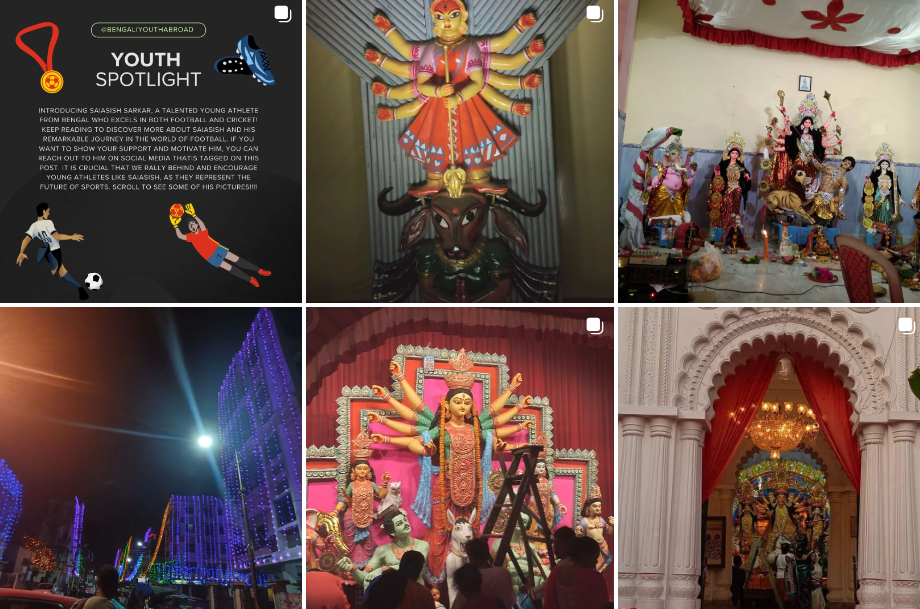 @BENGALIYOUTHABROAD
YOUTH
SPOTLIGHT
INTRODUCING SAIASISH SARKAR, A TALENTED YOUNG ATHLETE
FROM BENGAL WHO EXCELS IN BOTH FOOTBALL AND CRICKET!
KEEP READING TO DISCOVER MORE ABOUT SAIASISH AND HIS
REMARKABLE JOURNEY IN THE WORLD OF FOOTBALL. IF YOU
WANT TO SHOW YOUR SUPPORT AND MOTIVATE HIM, YOU CAN
REACH OUT TO HIM ON SOCIAL MEDIA THATIS TAGGED ON THIS
POST. IT IS CRUCIAL THAT WE RALLY BEHIND AND ENCOURAGE
YOUNG ATHLETES LIKE SAIASISH, AS THEY REPRESENT THE
FUTURE OF SPORTS. SCROLL TO SEE SOME OF HIS PICTURES!!!!